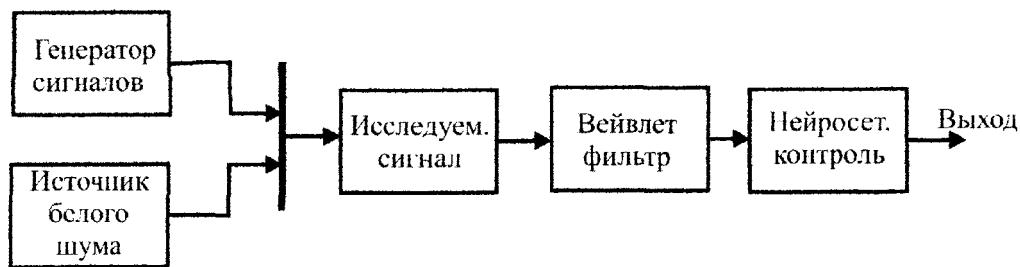 Генератор
сигналов
Источник
белого
шума
Исследуем.
сигнал
Вейвлет
фильтр
Нейросет.
контроль
Выход